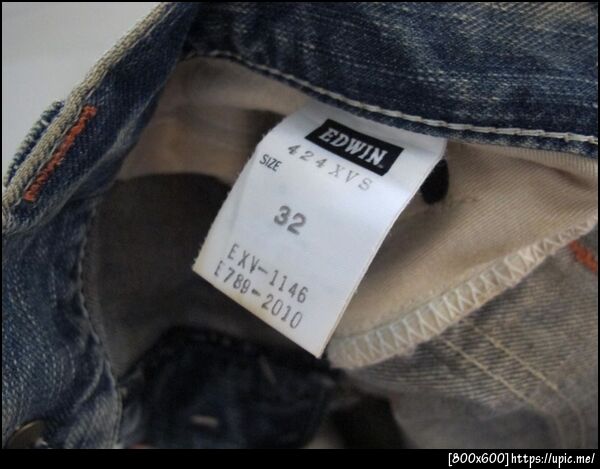 EDWIN
424XVS
SIZE
32
EXV-1146
E789-2010
[800x600]https://upic.me/